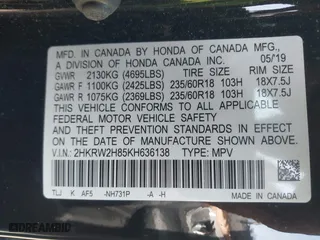 MFD. IN CANADA BY HONDA OF CANADA MFG.,
A DIVISION OF HONDA CANADA INC. 05/19
GVWR 2130KG (4695LBS) TIRE SIZE RIM SIZE
GAWR F 1100KG (2425LBS) 235/60R18 103H 18X7.5J
GAWR R 1075KG (2369LBS) 235/60R18 103H 18X7.5J
THIS VEHICLE CONFORMS TO ALL APPLICABLE
FEDERAL MOTOR VEHICLE SAFETY
AND THEFT PREVENTION STANDARDS IN EFFECT ON THE
DATE OF MANUFACTURE SHOWN ABOVE.
V.I.N.: 2HKRW2H85KH636138 TYPE: MPV
TLJ K AF5 -NH731P -A -H
MADE IN CANADA
© iDREAMBID.COM